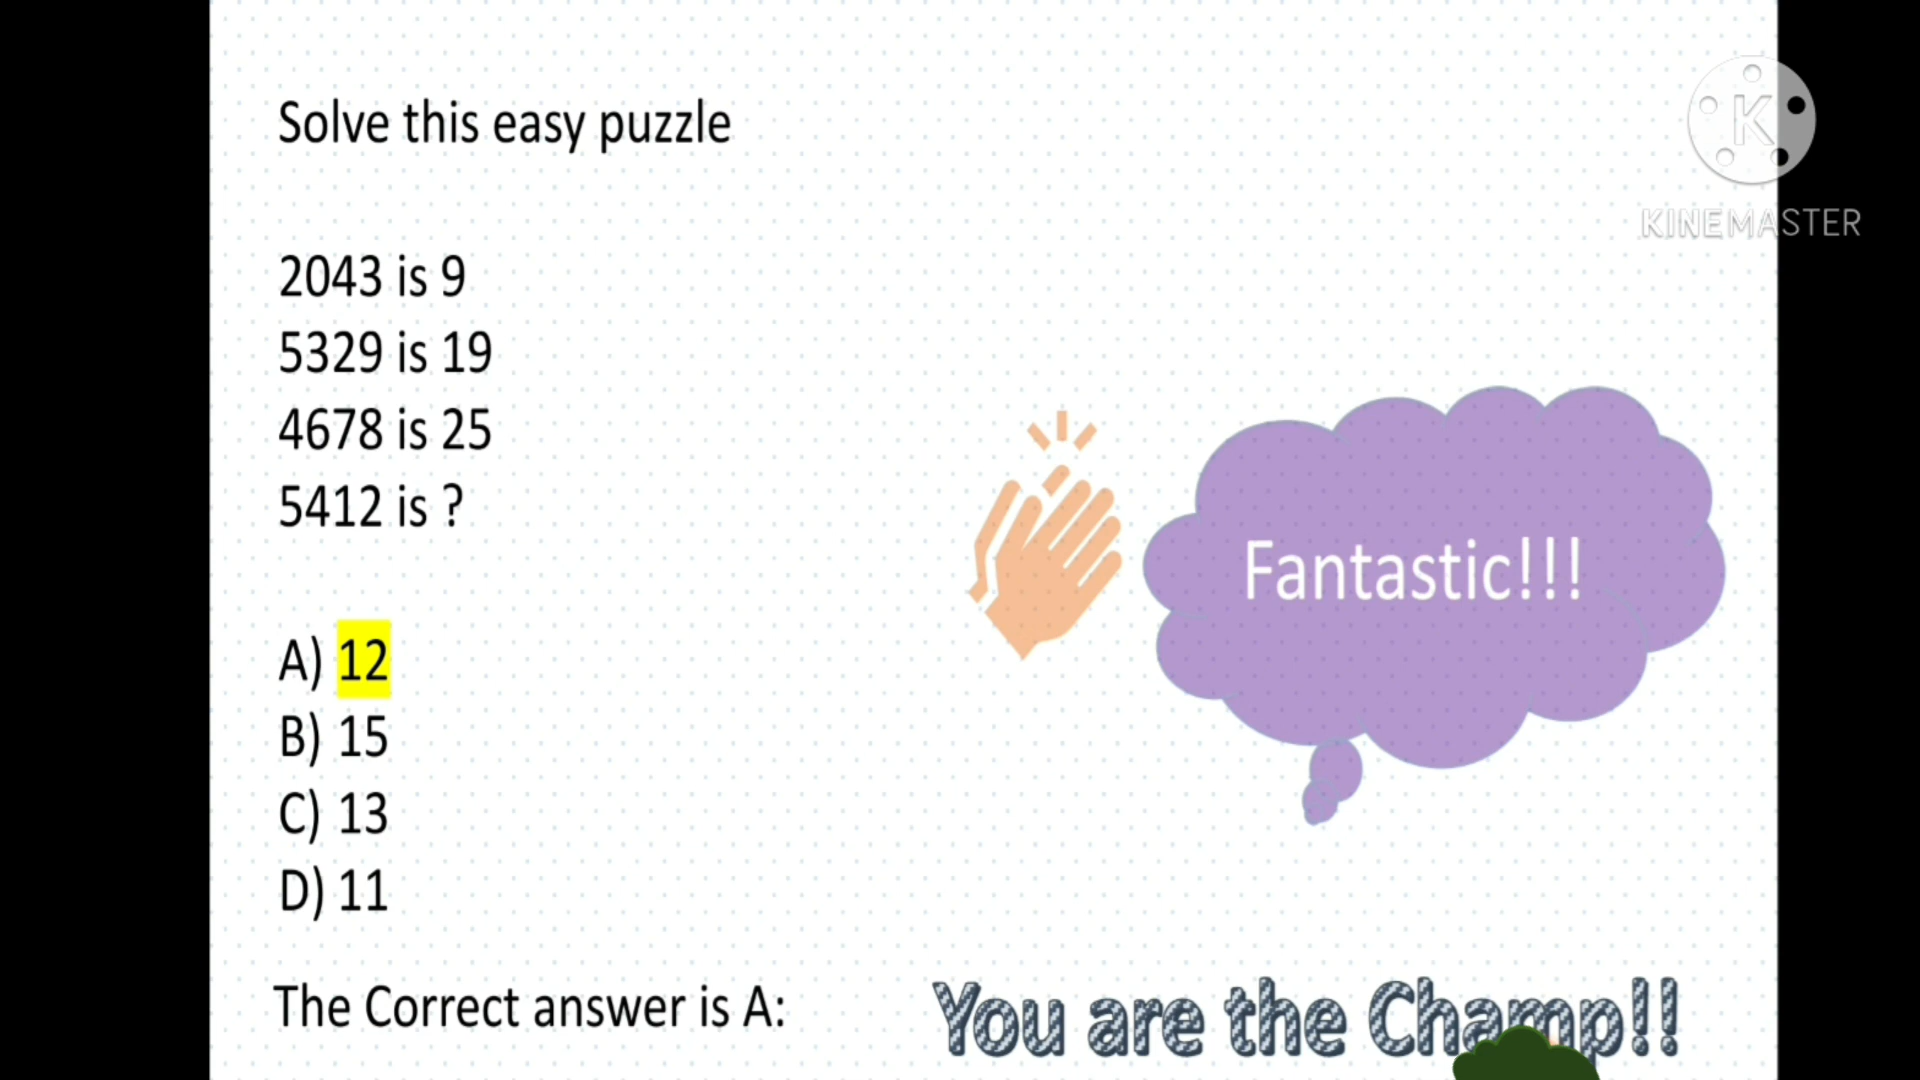 Solve this easy puzzle
K
KINEMASTER
2043 is 9
5329 is 19
4678 is 25
5412 is ?
Fantastic!!!
A) 12
B) 15
C) 13
D) 11
The Correct answer is A:
You are the Champ!!